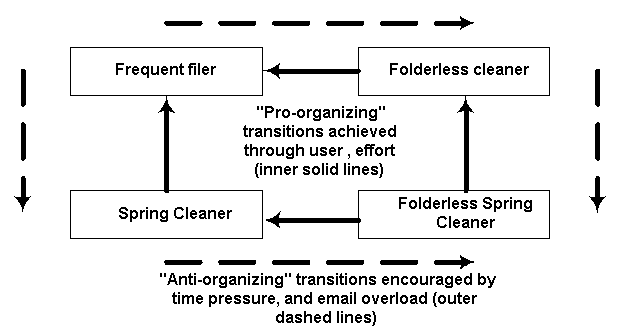 Frequent filer
Folderless cleaner
"Pro-organizing"
transitions achieved
through user , effort
(inner solid lines)
Spring Cleaner
Folderless Spring
Cleaner
"Anti-organizing" transitions encouraged by
time pressure, and email overload (outer
dashed lines)